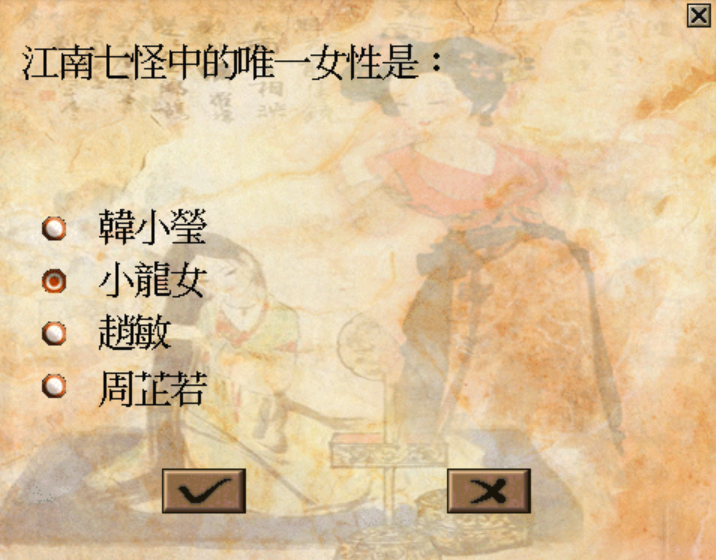 江南七怪中的唯一女性是：
韓小瑩
小龍女
趙敏
周芷若